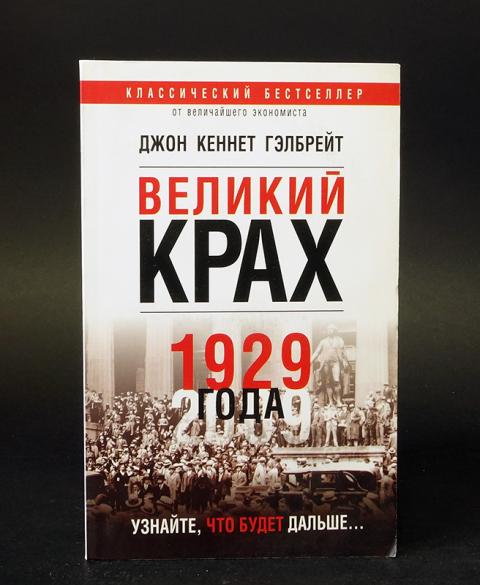 КЛАССИЧЕСКИЙ БЕСТСЕЛЛЕР
от величайшего экономиста
ДЖОН КЕННЕТ ГЭЛБРЕЙТ
ВЕЛИКИЙ
КРАХ
1929
ГОДА
2009
УЗНАЙТЕ, ЧТО БУДЕТ ДАЛЬШЕ...